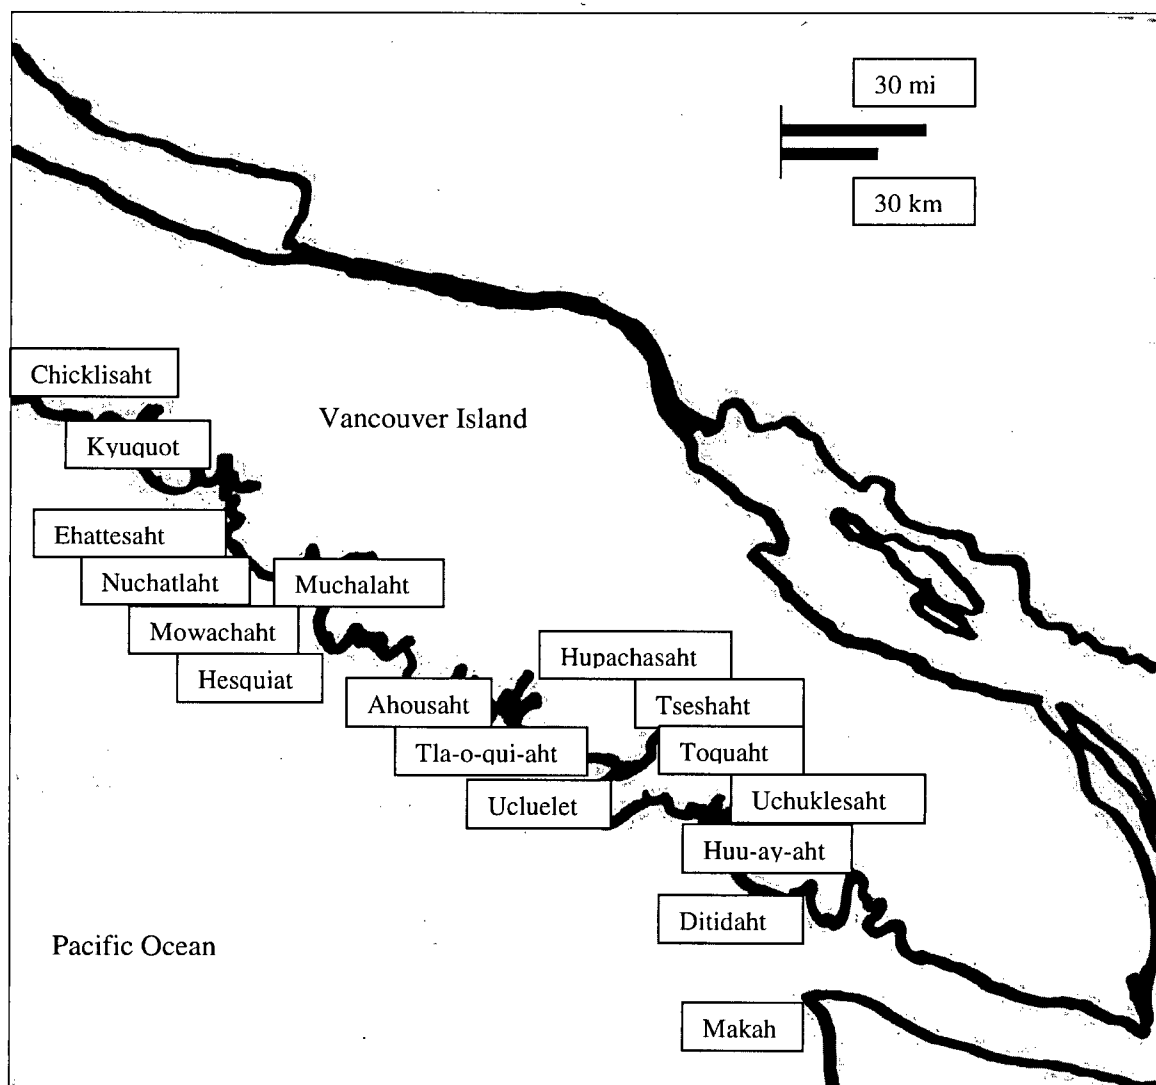 30 mi
30 km
Chicklisaht
Vancouver Island
Kyuquot
Ehattesaht
Nuchatlaht
Muchalaht
Mowachaht
Hesquiat
Hupachasaht
Ahousaht
Tseshaht
Tla-o-qui-aht
Toquaht
Ucluelet
Uchuklesaht
Huu-ay-aht
Ditidaht
Pacific Ocean
Makah